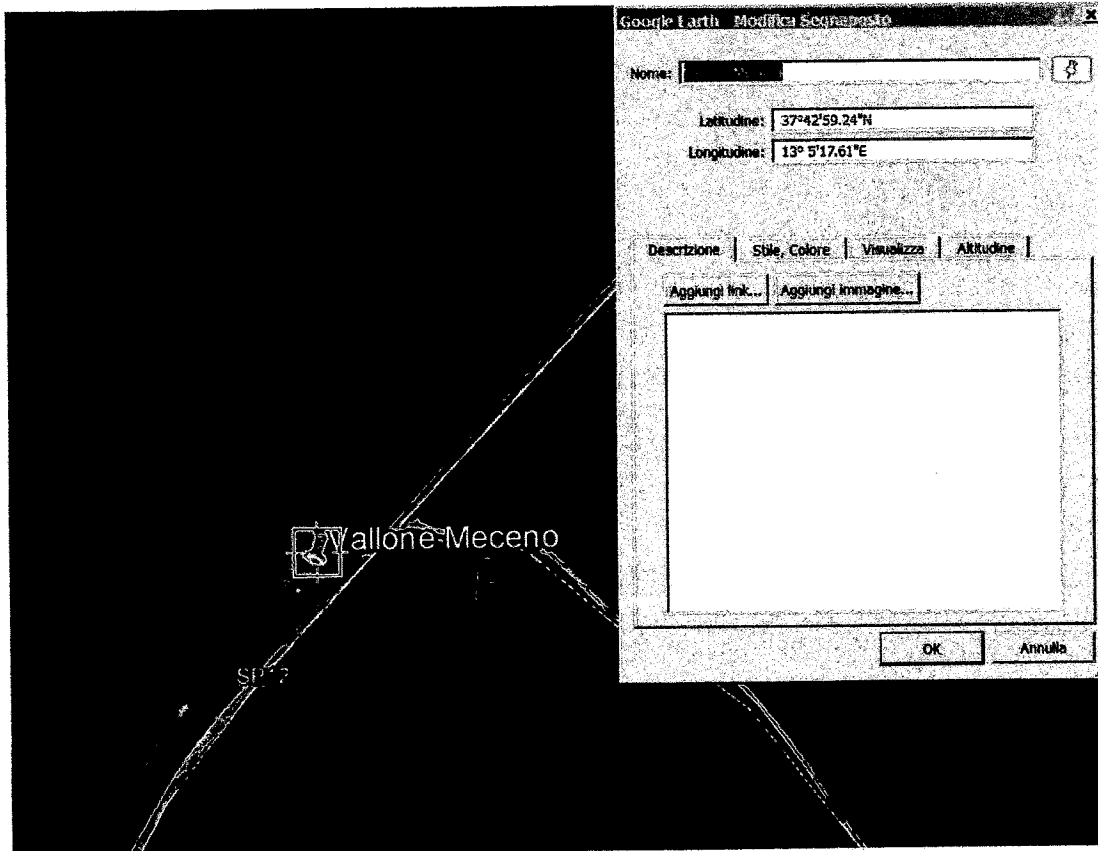 Google Earth Modifica Segnaposto
Nome:
Latitudine: 37°42'59.24"N
Longitudine: 13° 5'17.61"E
Descrizione Stile, Colore Visualizza Altitudine
Aggiungi link... Aggiungi immagine...
Vallone Meceno
OK Annulla